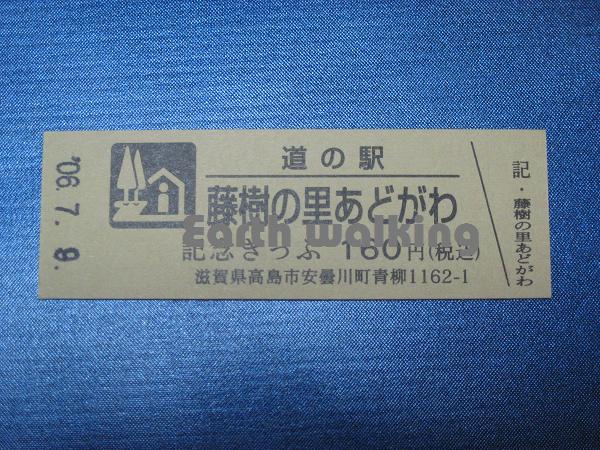 道の駅
藤樹の里あどがわ
Earth walking
記念きっぷ 160円(税込)
滋賀県高島市安曇川町青柳1162-1
記・藤樹の里あどがわ
'06.7.9.